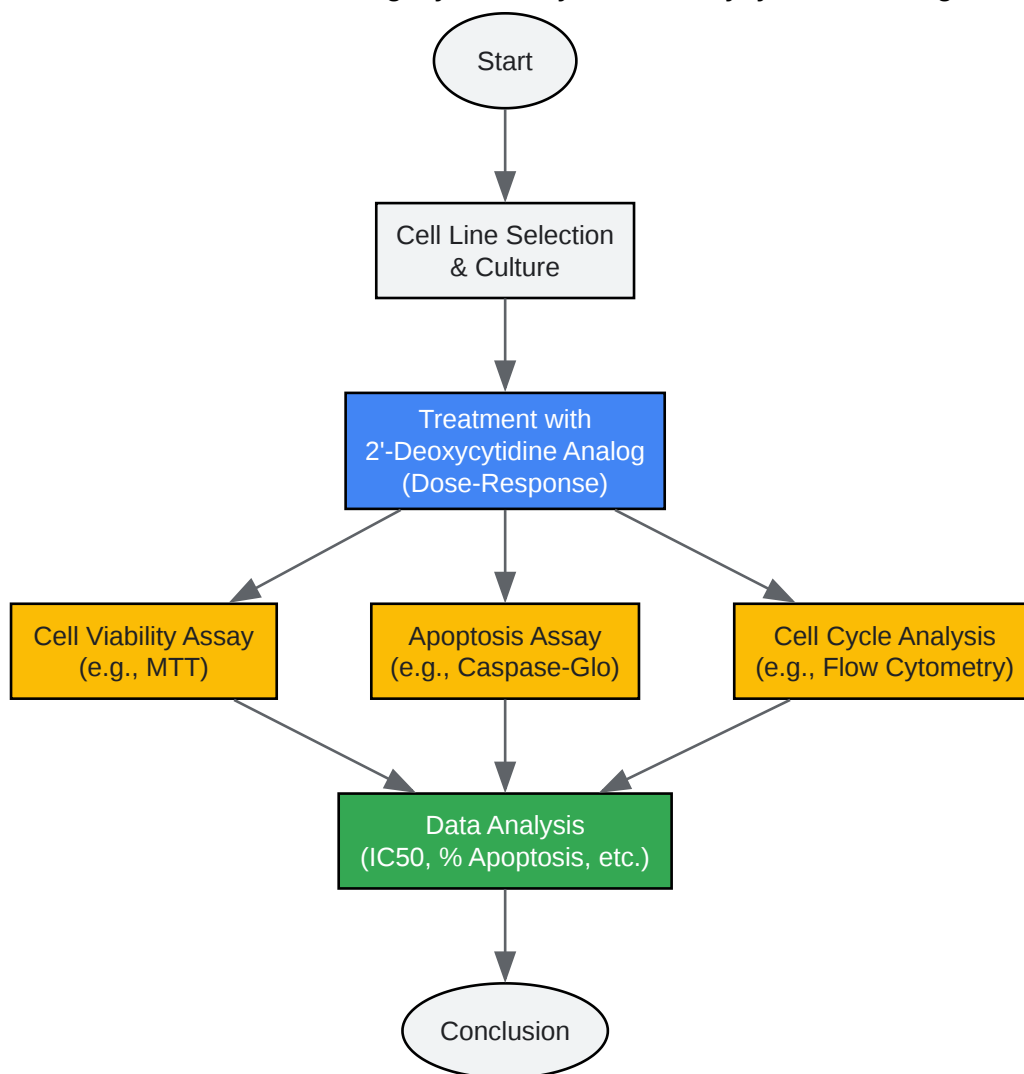 Start
Cell Line Selection
& Culture
Treatment with
2'-Deoxycytidine Analog
(Dose-Response)
Cell Viability Assay
(e.g., MTT)
Apoptosis Assay
(e.g., Caspase-Glo)
Cell Cycle Analysis
(e.g., Flow Cytometry)
Data Analysis
(IC50, % Apoptosis, etc.)
Conclusion